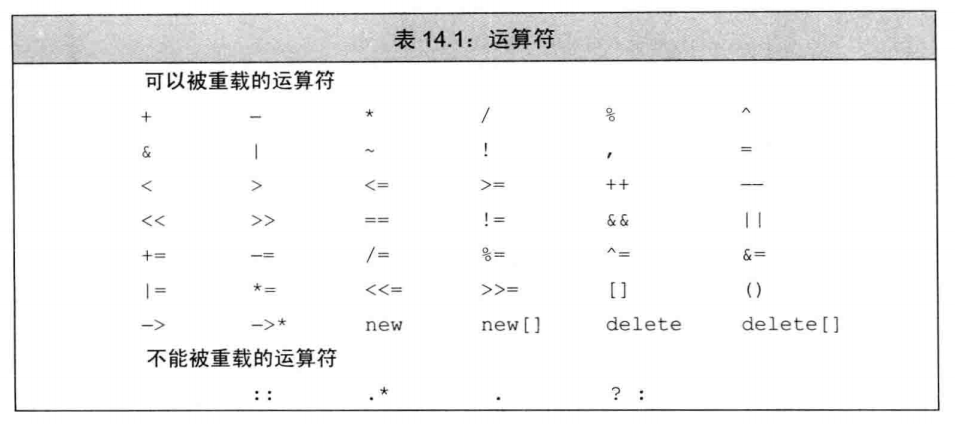 表 14.1：运算符
可以被重载的运算符
+ - * / % ^
& | ~ ! , =
< > <= >= ++ --
<< >> == != && ||
+= -= /= %= ^= &=
|= *= <<= >>= [] ()
-> ->* new new[] delete delete[]
不能被重载的运算符
:: .* . ? :